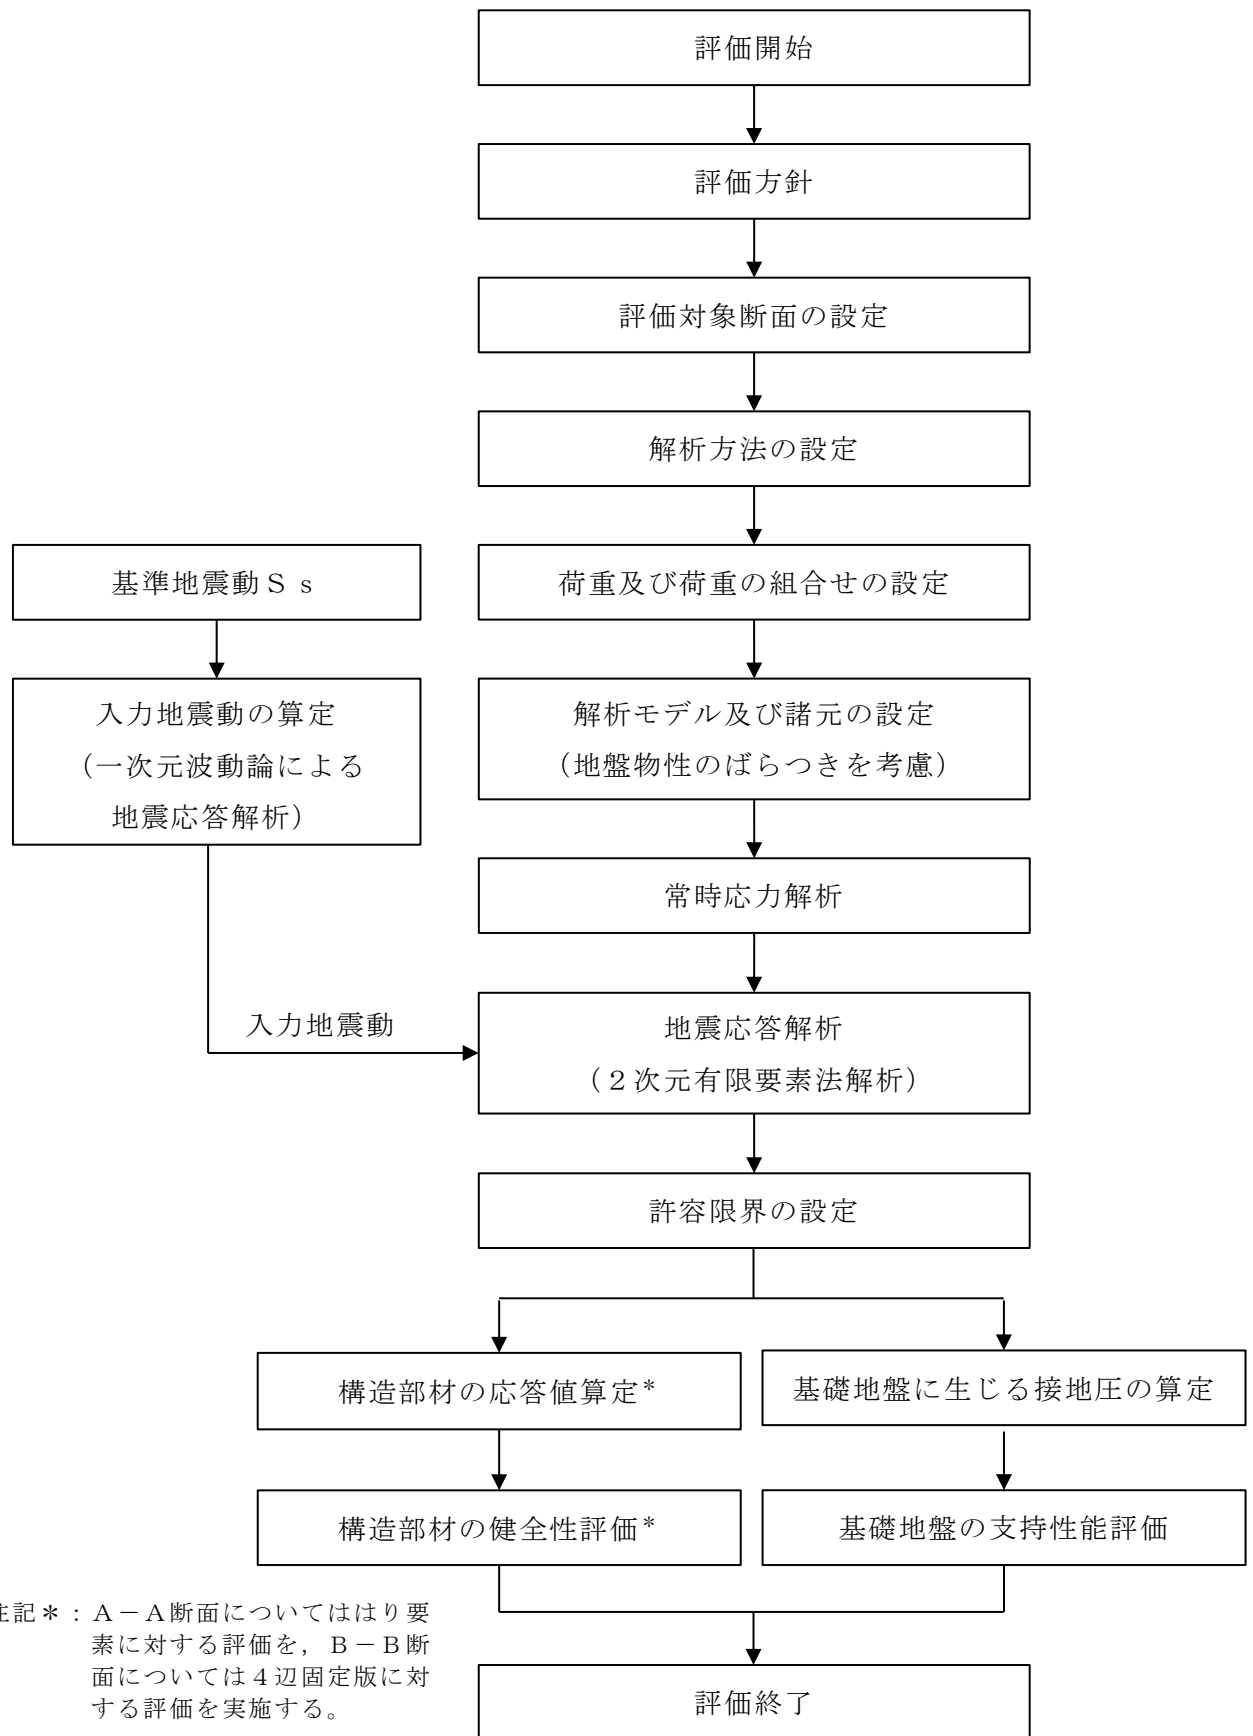 評価開始
評価方針
評価対象断面の設定
解析方法の設定
基準地震動Ｓｓ
荷重及び荷重の組合せの設定
入力地震動の算定
（一次元波動論による
地震応答解析）
解析モデル及び諸元の設定
（地盤物性のばらつきを考慮）
常時応力解析
入力地震動
地震応答解析
（２次元有限要素法解析）
許容限界の設定
構造部材の応答値算定*
基礎地盤に生じる接地圧の算定
構造部材の健全性評価*
基礎地盤の支持性能評価
注記＊：Ａ－Ａ断面についてははり要
素に対する評価を，Ｂ－Ｂ断
面については４辺固定版に対
する評価を実施する。
評価終了